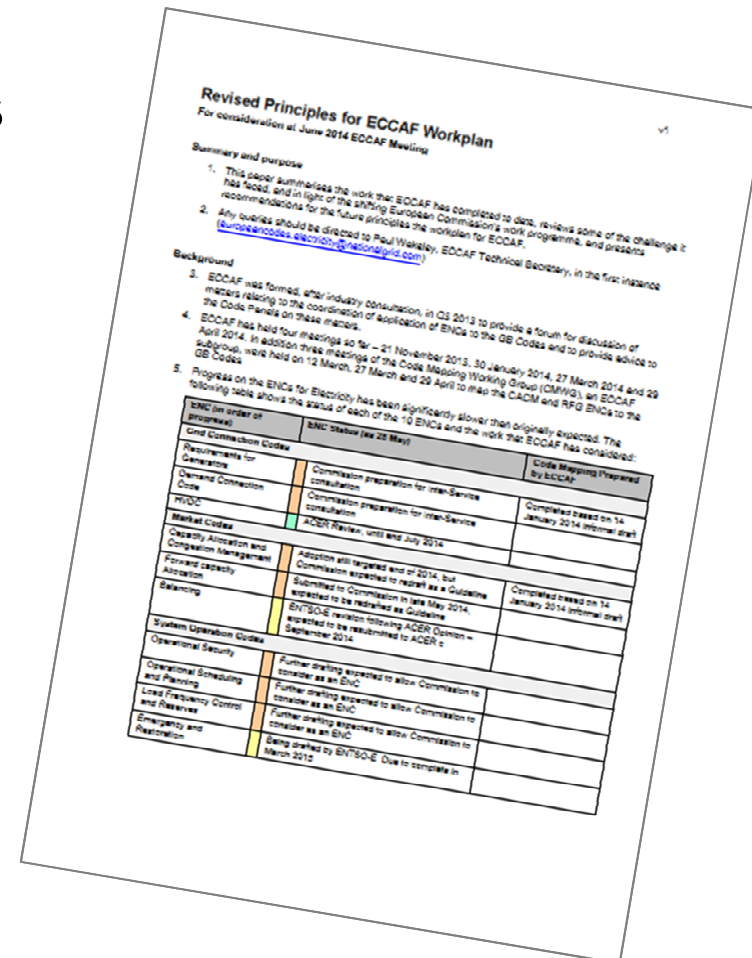 Revised Principles for ECCAF Workplan
v1
For consideration at June 2014 ECCAF Meeting
Summary and purpose
1. This paper summarises the work that ECCAF has completed to date, reviews some of the challenge it
has faced, and in light of the shifting European Commission's work programme, and presents
recommendations for the future principles the workplan for ECCAF.
2. Any queries should be directed to Paul Wakeley, ECCAF Technical Secretary, in the first instance
(europeancodes.electricity@nationalgrid.com)
Background
3. ECCAF was formed, after industry consultation, in Q3 2013 to provide a forum for discussion of
matters relating to the coordination of application of ENCs to the GB Codes and to provide advice to
the Code Panels on these matters.
4. ECCAF has held four meetings so far – 21 November 2013, 30 January 2014, 27 March 2014 and 29
April 2014. In addition three meetings of the Code Mapping Working Group (CMWG), an ECCAF
subgroup, were held on 12 March, 27 March and 29 April to map the CACM and RFG ENCs to the
GB Codes
5. Progress on the ENCs for Electricity has been significantly slower than originally expected. The
following table shows the status of each of the 10 ENCs and the work that ECCAF has considered:
ENC (in order of
progress)
ENC Status (as 28 May)
Code Mapping Prepared
by ECCAF
Grid Connection Codes
Requirements for
Generators
Commission preparation for Inter-Service
consultation
Completed based on 14
January 2014 informal draft
Demand Connection
Code
Commission preparation for Inter-Service
consultation
HVDC
ACER Review, until end July 2014
Market Codes
Capacity Allocation and
Congestion Management
Adoption still targeted end of 2014, but
Commission expected to redraft as a Guideline
Completed based on 14
January 2014 informal draft
Forward capacity
Allocation
Submitted to Commission in late May 2014,
expected to be redrafted as Guideline
Balancing
ENTSO-E revision following ACER Opinion –
expected to be resubmitted to ACER c
September 2014
System Operation Codes
Operational Security
Further drafting expected to allow Commission to
consider as an ENC
Operational Scheduling
and Planning
Further drafting expected to allow Commission to
consider as an ENC
Load Frequency Control
and Reserves
Further drafting expected to allow Commission to
consider as an ENC
Emergency and
Restoration
Being drafted by ENTSO-E. Due to complete in
March 2015